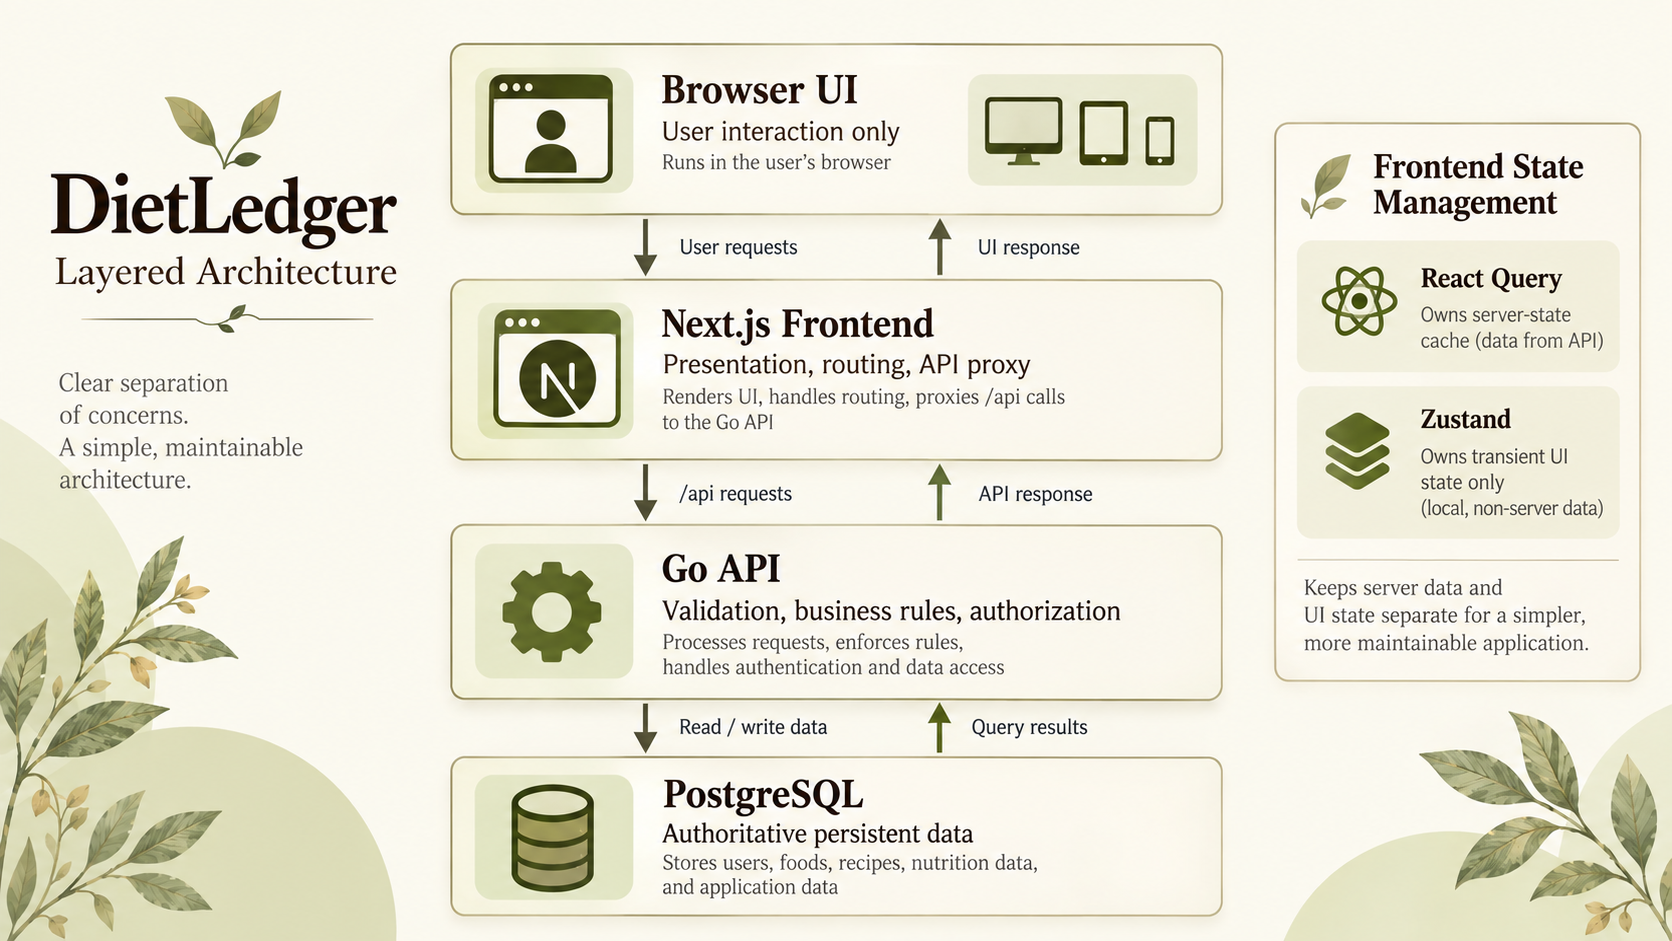 DietLedger
Layered Architecture
Clear separation
of concerns.
A simple, maintainable
architecture.
Browser UI
User interaction only
Runs in the user’s browser
User requests
UI response
Next.js Frontend
Presentation, routing, API proxy
Renders UI, handles routing, proxies /api calls
to the Go API
/api requests
API response
Go API
Validation, business rules, authorization
Processes requests, enforces rules,
handles authentication and data access
Read / write data
Query results
PostgreSQL
Authoritative persistent data
Stores users, foods, recipes, nutrition data,
and application data
Frontend State
Management
React Query
Owns server-state
cache (data from API)
Zustand
Owns transient UI
state only
(local, non-server data)
Keeps server data and
UI state separate for a simpler,
more maintainable application.